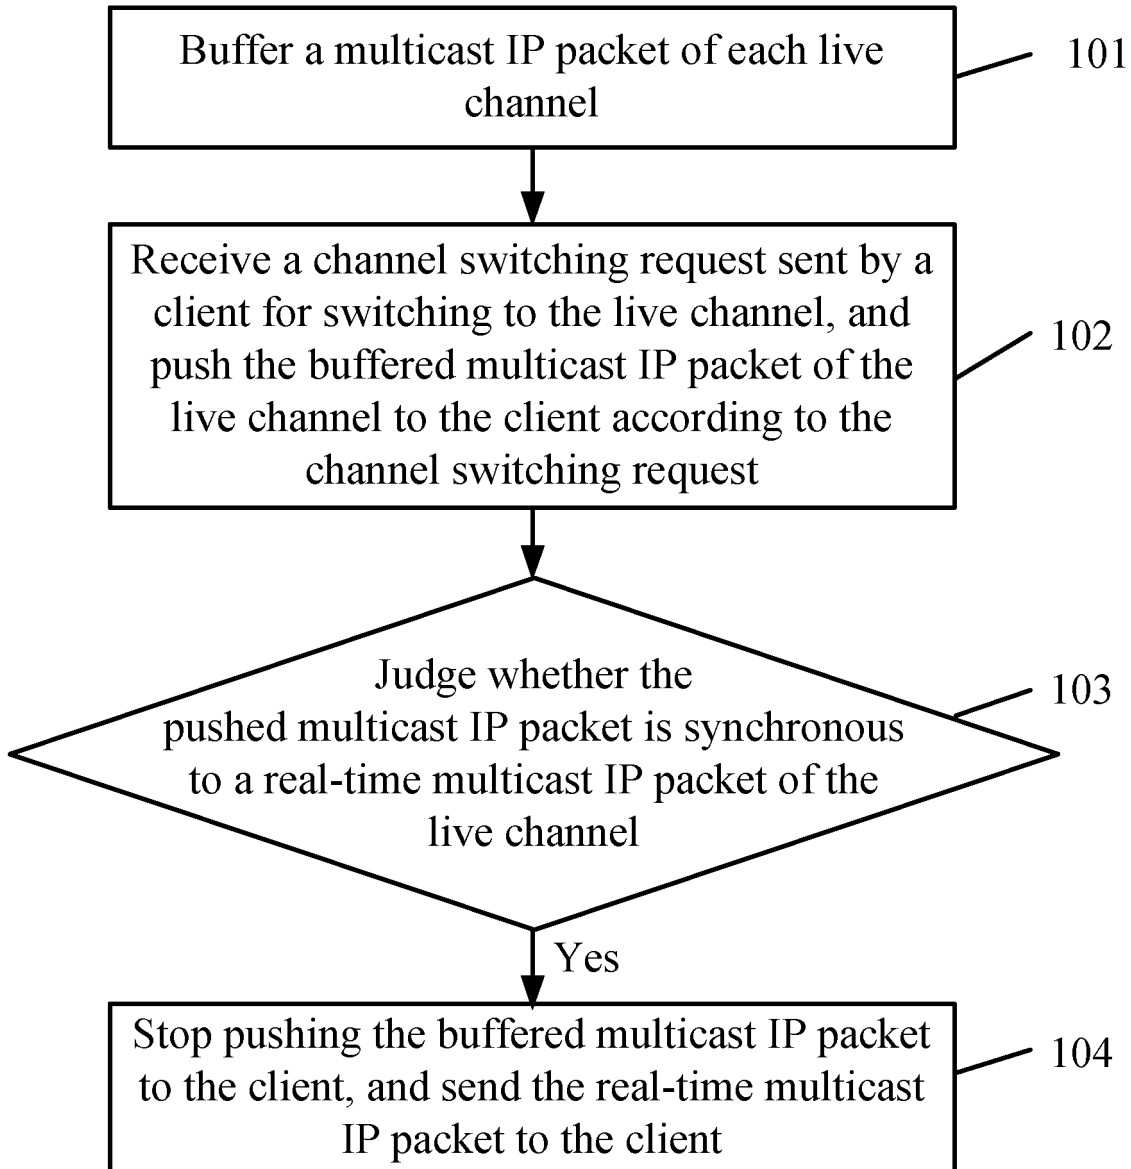 Buffer a multicast IP packet of each live
channel
101
Receive a channel switching request sent by a
client for switching to the live channel, and
push the buffered multicast IP packet of the
live channel to the client according to the
channel switching request
102
Judge whether the
pushed multicast IP packet is synchronous
to a real-time multicast IP packet of the
live channel
103
Yes
Stop pushing the buffered multicast IP packet
to the client, and send the real-time multicast
IP packet to the client
104